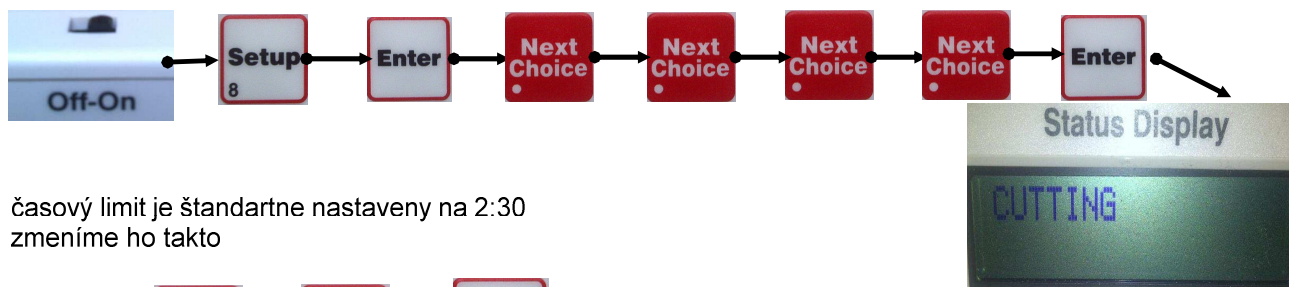 Off-On
Setup
8
Enter
Next
Choice
Next
Choice
Next
Choice
Next
Choice
Enter
Status Display
CUTTING
časový limit je štandartne nastaveny na 2:30
zmeníme ho takto